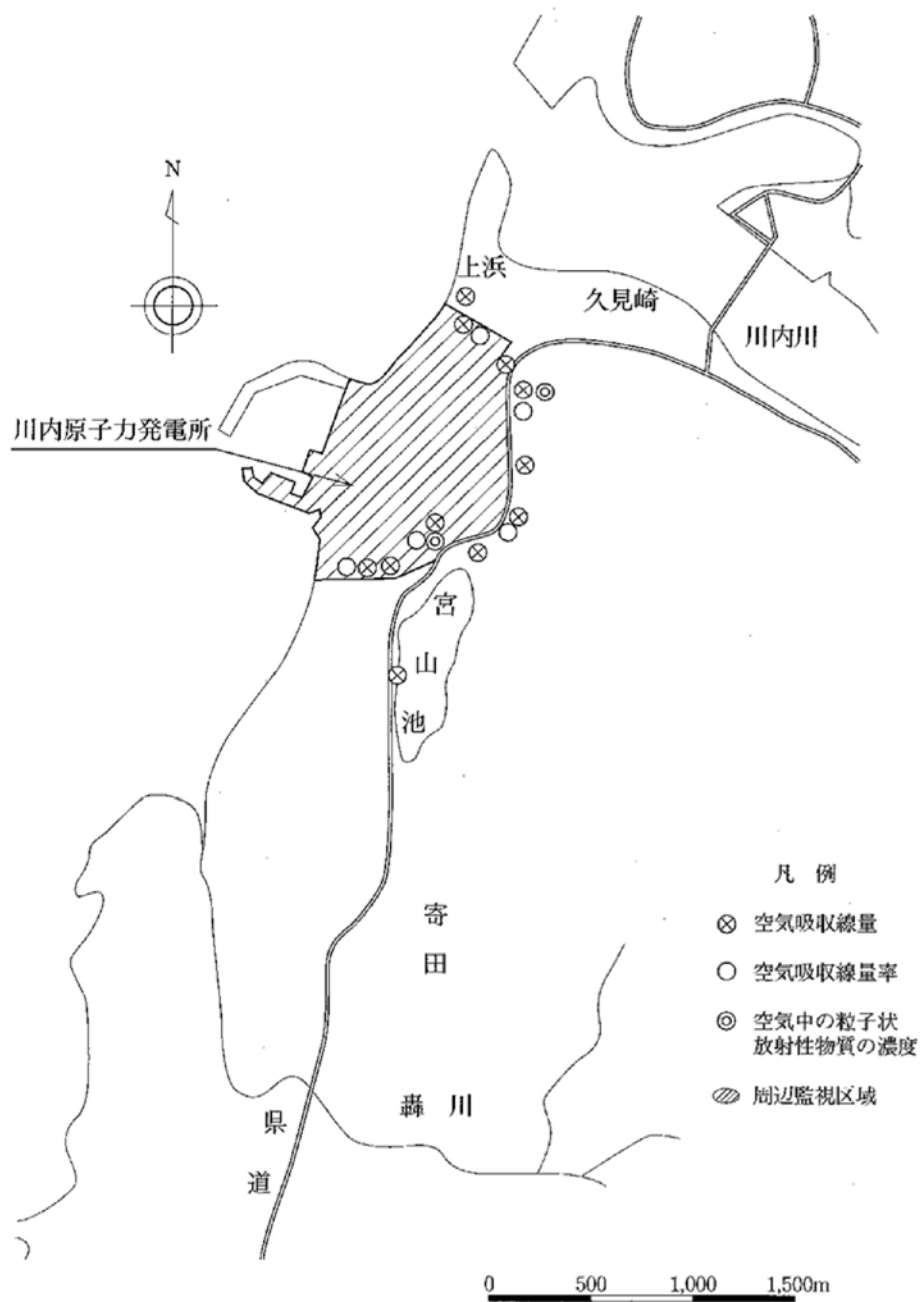 N
上浜
久見崎
川内川
川内原子力発電所
宮山池
寄田
轟川
県道
凡 例
空気吸収線量
空気吸収線量率
空気中の粒子状
放射性物質の濃度
周辺監視区域
0 500 1,000 1,500m